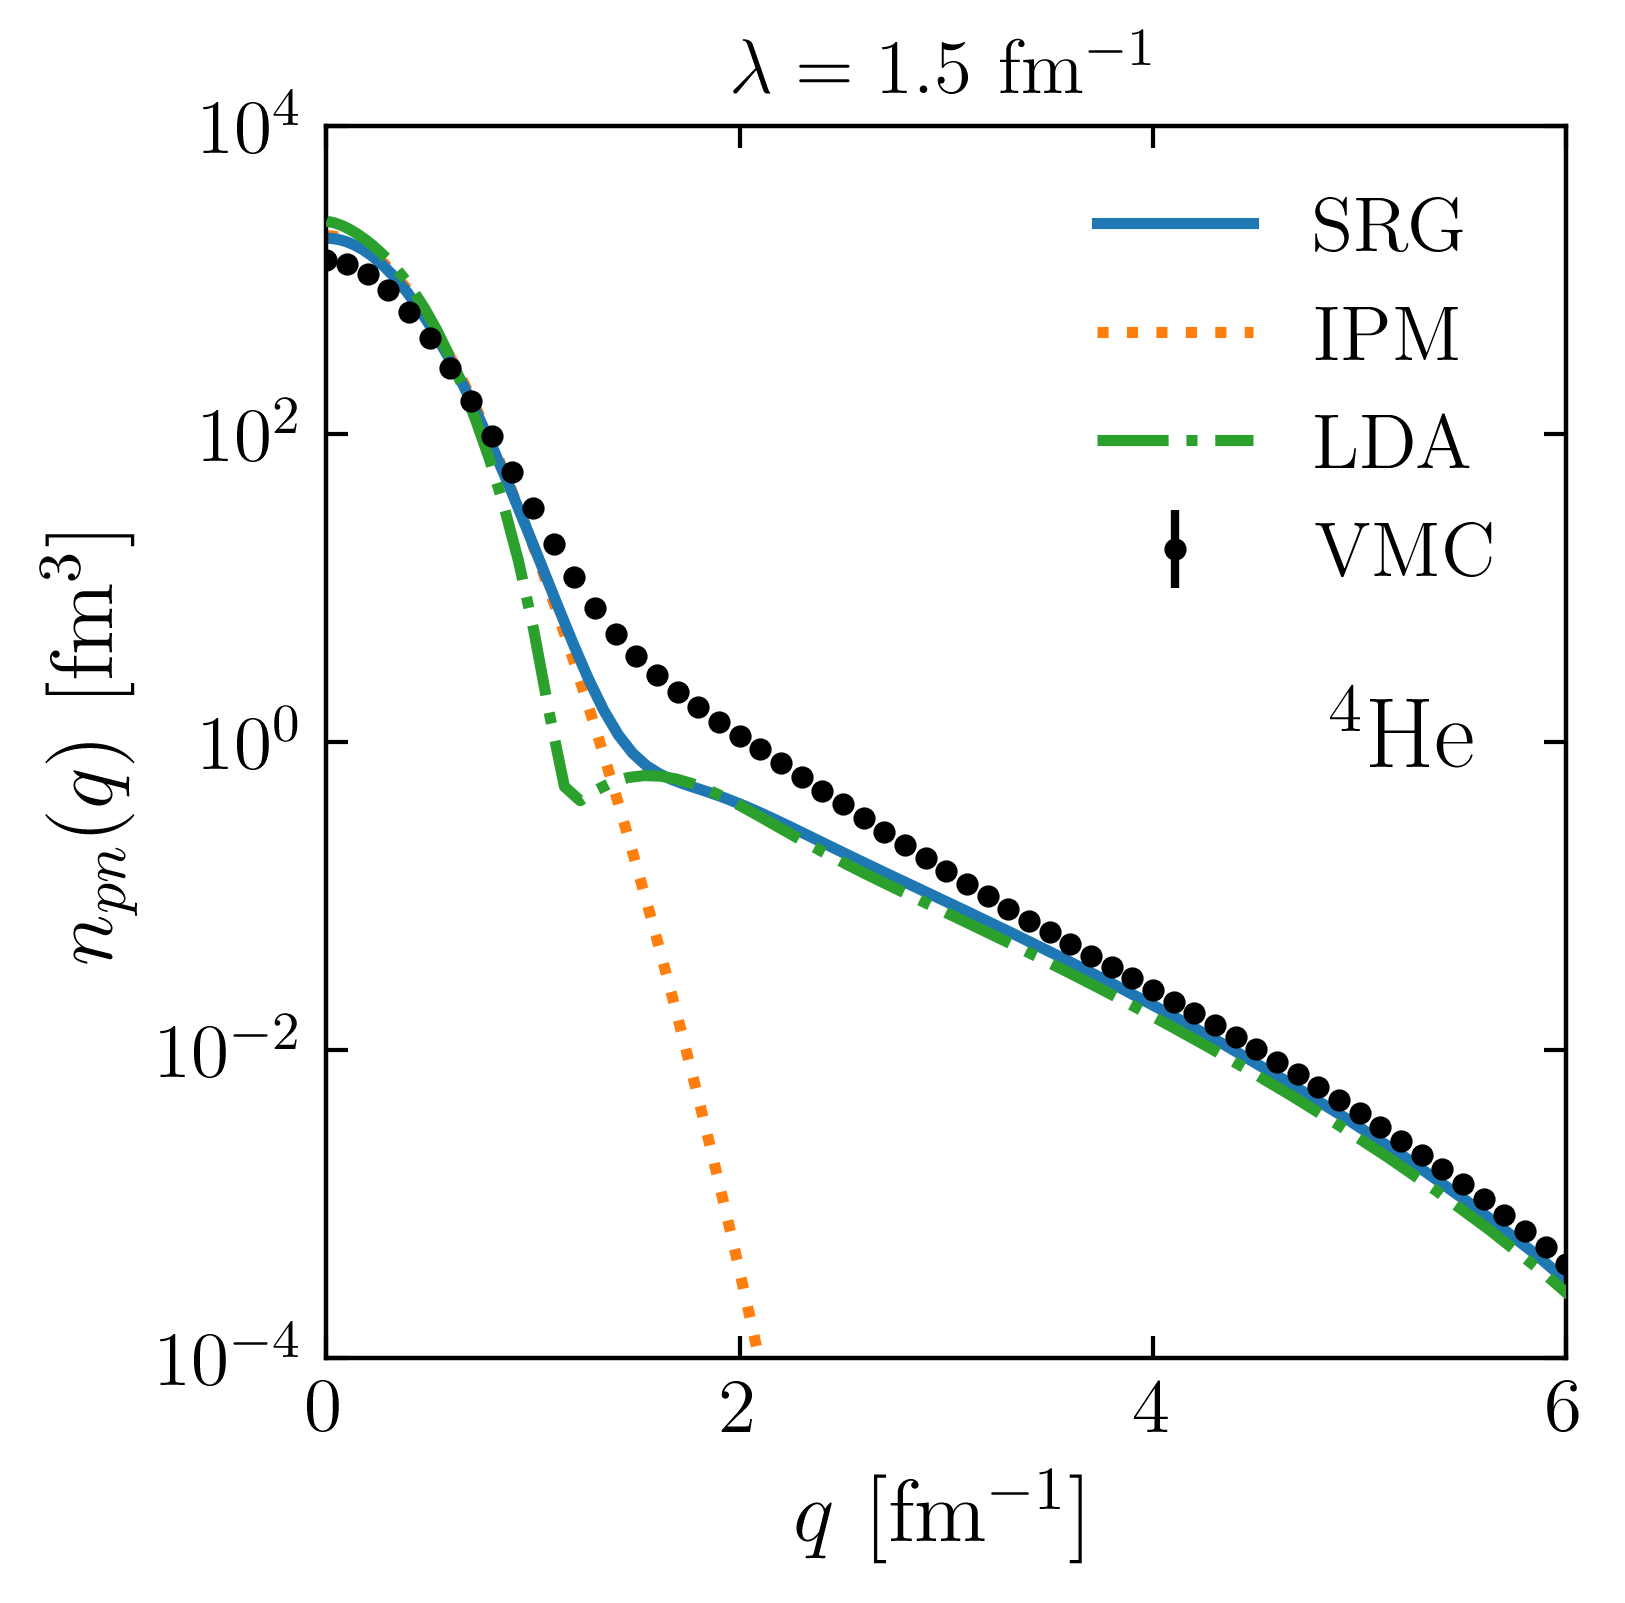 λ = 1.5 fm⁻¹
10⁴
10²
10⁰
10⁻²
10⁻⁴
nₚₙ(q) [fm³]
SRG
IPM
LDA
VMC
⁴He
0 2 4 6
q [fm⁻¹]